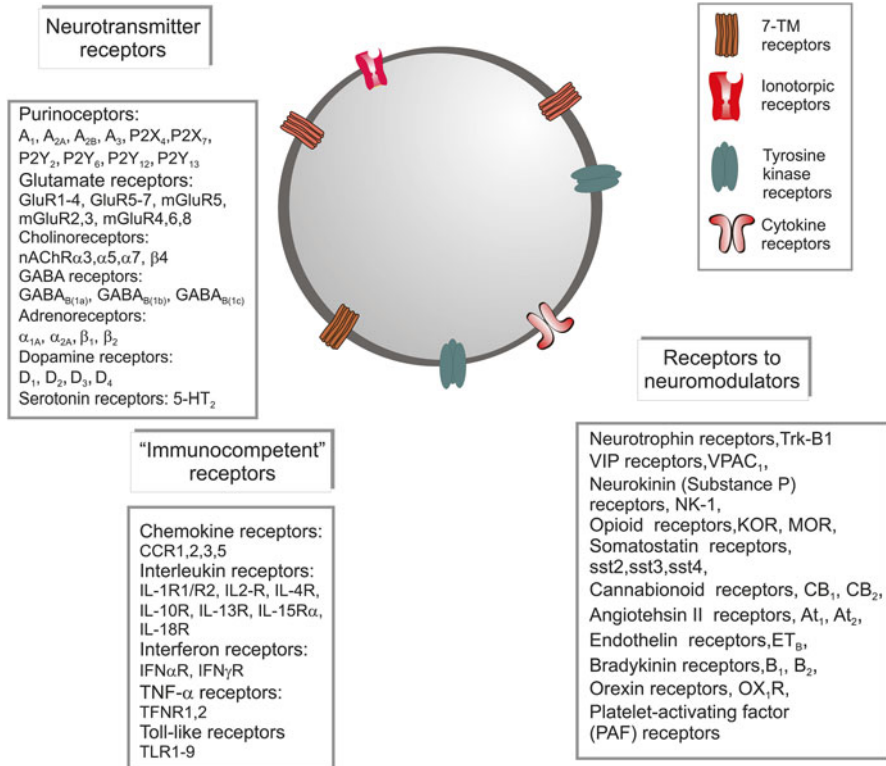 Neurotransmitter
receptors
Purinoceptors:
A₁, A₂A, A₂B, A₃, P2X₄,P2X₇,
P2Y₂, P2Y₆, P2Y₁₂, P2Y₁₃
Glutamate receptors:
GluR1-4, GluR5-7, mGluR5,
mGluR2,3, mGluR4,6,8
Cholinoreceptors:
nAChRα3,α5,α7, β4
GABA receptors:
GABA_B(1a), GABA_B(1b), GABA_B(1c)
Adrenoreceptors:
α₁A, α₂A, β₁, β₂
Dopamine receptors:
D₁, D₂, D₃, D₄
Serotonin receptors: 5-HT₂
7-TM
receptors
Ionotorpic
receptors
Tyrosine
kinase
receptors
Cytokine
receptors
“Immunocompetent”
receptors
Chemokine receptors:
CCR1,2,3,5
Interleukin receptors:
IL-1R1/R2, IL2-R, IL-4R,
IL-10R, IL-13R, IL-15Rα,
IL-18R
Interferon receptors:
IFNαR, IFNγR
TNF-α receptors:
TFNR1,2
Toll-like receptors
TLR1-9
Receptors to
neuromodulators
Neurotrophin receptors,Trk-B1
VIP receptors,VPAC₁,
Neurokinin (Substance P)
receptors, NK-1,
Opioid receptors,KOR, MOR,
Somatostatin receptors,
sst2,sst3,sst4,
Cannabionoid receptors, CB₁, CB₂,
Angiotehsin II receptors, At₁, At₂,
Endothelin receptors,ET_B,
Bradykinin receptors,B₁, B₂,
Orexin receptors, OX₁R,
Platelet-activating factor
(PAF) receptors